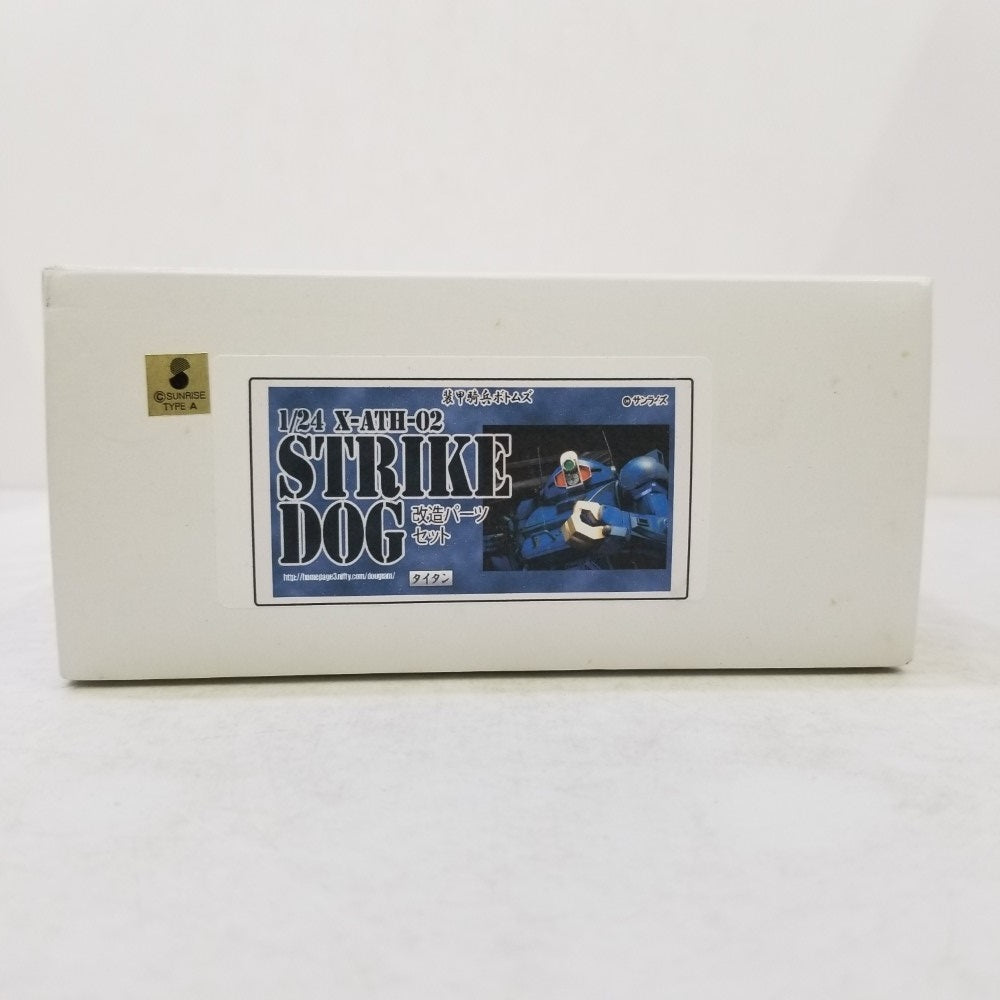 ©SUNRISE
TYPE A
装甲騎兵ボトムズ
©サンライズ
1/24 X-ATH-02
STRIKE
DOG
改造パーツ
セット
http://homepage3.nifty.com/dougram/
タイタン